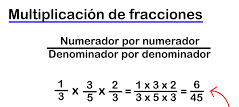 Multiplicación de fracciones
Numerador por numerador
Denominador por denominador
1/3 x 3/5 x 2/3 = 1 x 3 x 2 / 3 x 5 x 3 = 6/45